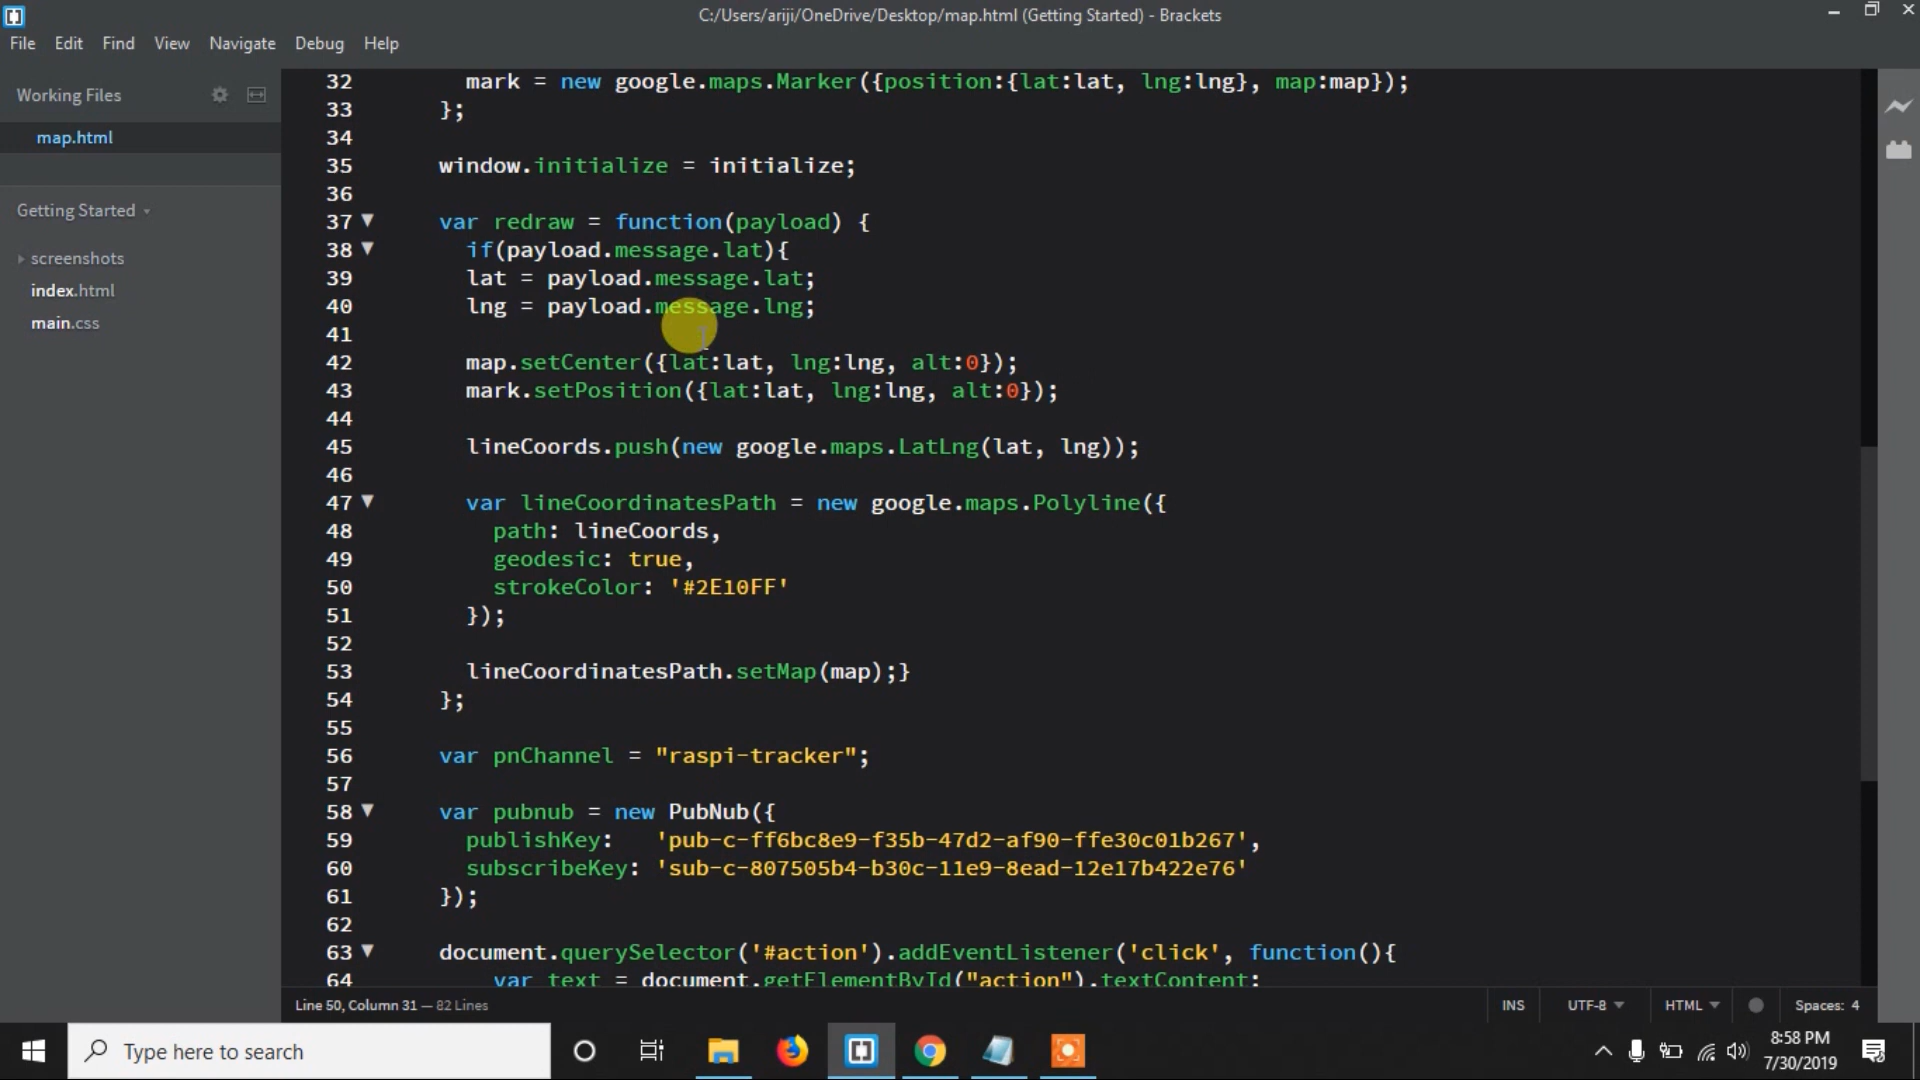 C:/Users/ariji/OneDrive/Desktop/map.html (Getting Started) - Brackets
File Edit Find View Navigate Debug Help
Working Files
map.html
Getting Started
screenshots
index.html
main.css
32 mark = new google.maps.Marker({position:{lat:lat, lng:lng}, map:map});
33 };
34
35 window.initialize = initialize;
36
37 var redraw = function(payload) {
38 if(payload.message.lat){
39 lat = payload.message.lat;
40 lng = payload.message.lng;
41
42 map.setCenter({lat:lat, lng:lng, alt:0});
43 mark.setPosition({lat:lat, lng:lng, alt:0});
44
45 lineCoords.push(new google.maps.LatLng(lat, lng));
46
47 var lineCoordinatesPath = new google.maps.Polyline({
48 path: lineCoords,
49 geodesic: true,
50 strokeColor: '#2E10FF'
51 });
52
53 lineCoordinatesPath.setMap(map);}
54 };
55
56 var pnChannel = "raspi-tracker";
57
58 var pubnub = new PubNub({
59 publishKey: 'pub-c-ff6bc8e9-f35b-47d2-af90-ffe30c01b267',
60 subscribeKey: 'sub-c-807505b4-b30c-11e9-8ead-12e17b422e76'
61 });
62
63 document.querySelector('#action').addEventListener('click', function(){
64 var text = document.getElementById("action").textContent;
Line 50, Column 31 — 82 Lines
INS UTF-8 HTML Spaces: 4
Type here to search
8:58 PM
7/30/2019